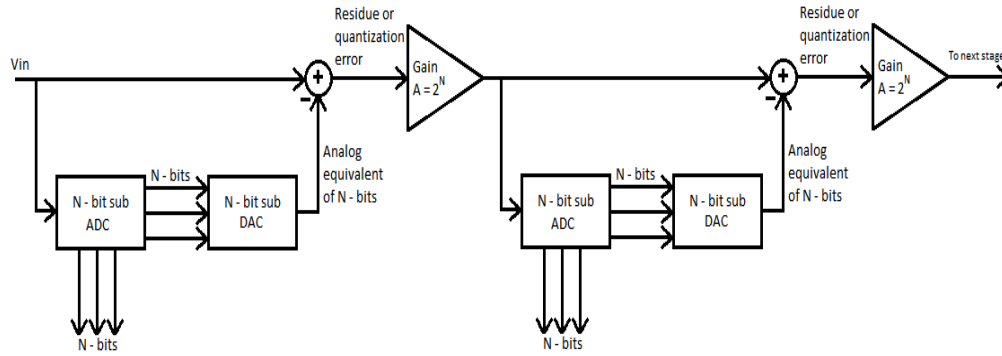 Vin
+
−
Residue or
quantization
error
Gain
A = 2^N
Analog
equivalent
of N - bits
N - bit sub
ADC
N - bits
N - bit sub
DAC
N - bits
+
−
Residue or
quantization
error
Gain
A = 2^N
To next stage
Analog
equivalent
of N - bits
N - bit sub
ADC
N - bits
N - bit sub
DAC
N - bits